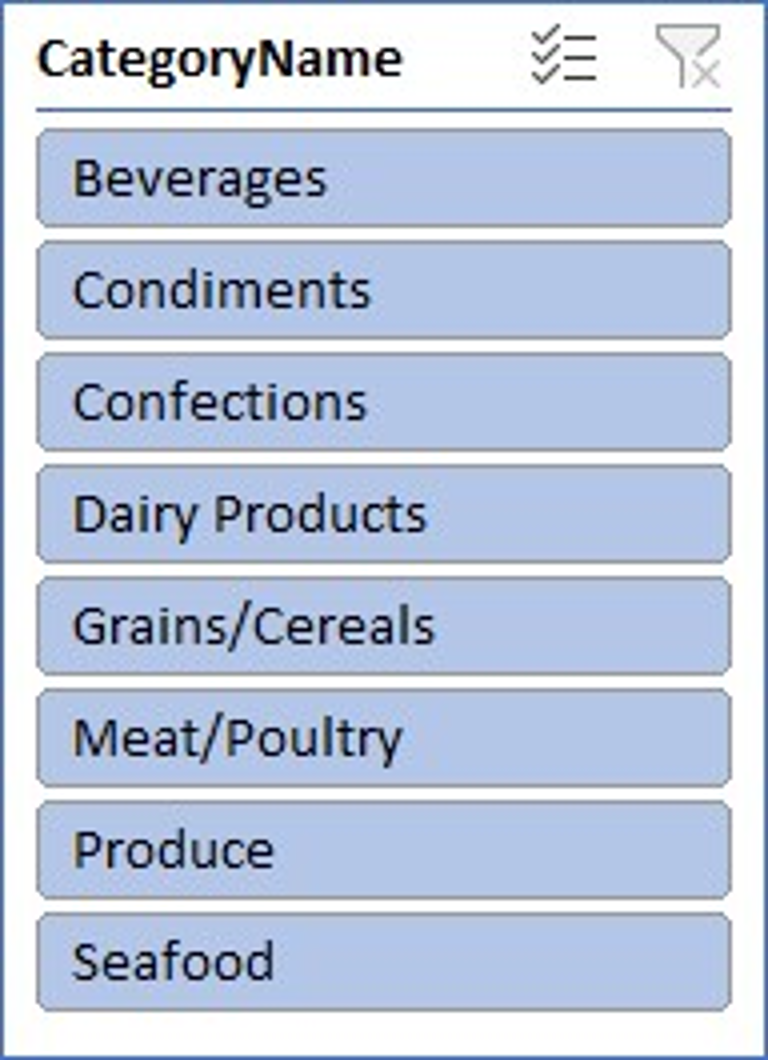 CategoryName
Beverages
Condiments
Confections
Dairy Products
Grains/Cereals
Meat/Poultry
Produce
Seafood